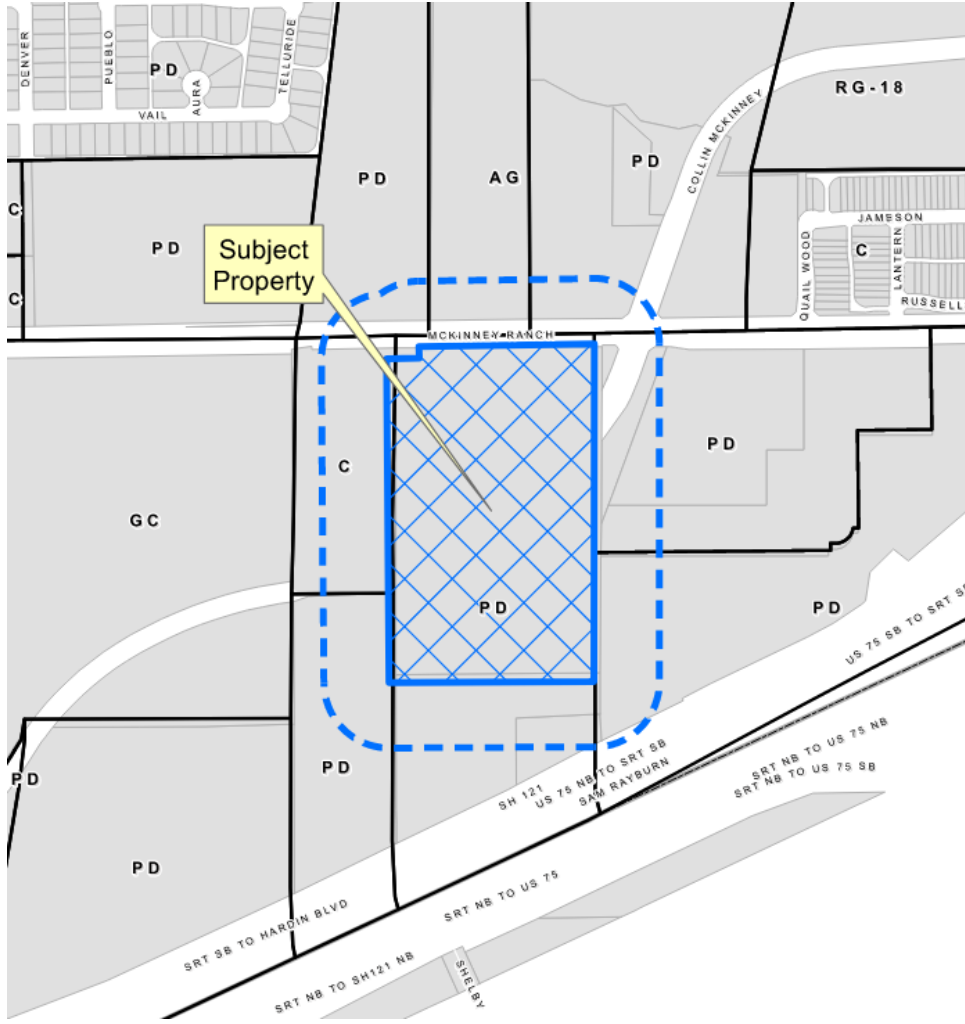 DENVER
PUEBLO
PD
AURA
TELLURIDE
VAIL
COLLIN MCKINNEY
RG-18
PD
AG
PD
C
PD
Subject
Property
C
QUAIL WOOD
JAMESON
C
LANTERN
RUSSELL
MCKINNEY RANCH
C
PD
GC
PD
PD
US 75 SB TO SRT SB
PD
PD
SH 121
US 75 NB TO SRT SB
SAM RAYBURN
SRT NB TO US 75 NB
SRT NB TO US 75 SB
PD
SRT NB TO US 75
SRT SB TO HARDIN BLVD
SRT NB TO SH121 NB
SHELBY